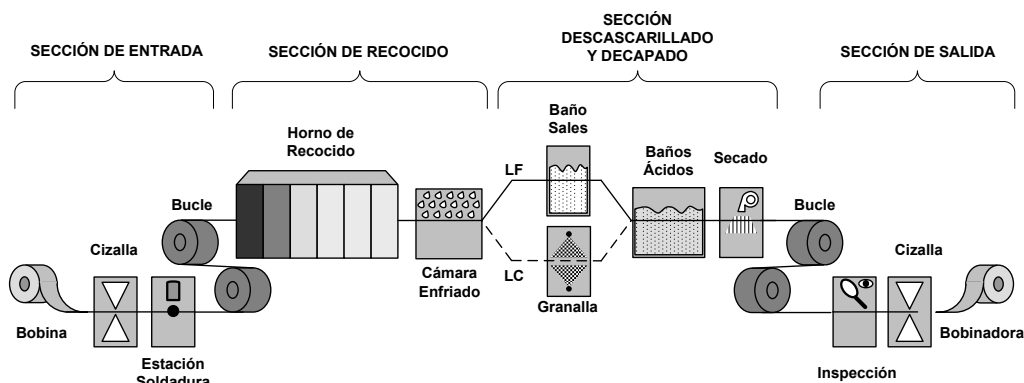 SECCIÓN DE ENTRADA
SECCIÓN DE RECOCIDO
SECCIÓN
DESCASCARILLADO
Y DECAPADO
SECCIÓN DE SALIDA
Horno de
Recocido
Baño
Sales
Baños
Ácidos
Secado
LF
Bucle
Bucle
Cizalla
Cizalla
LC
Cámara
Enfriado
Granalla
Bobina
Bobinadora
Estación
Soldadura
Inspección